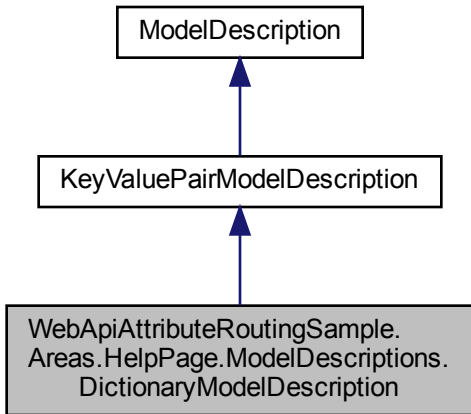 ModelDescription
KeyValuePairModelDescription
WebApiAttributeRoutingSample.
Areas.HelpPage.ModelDescriptions.
DictionaryModelDescription